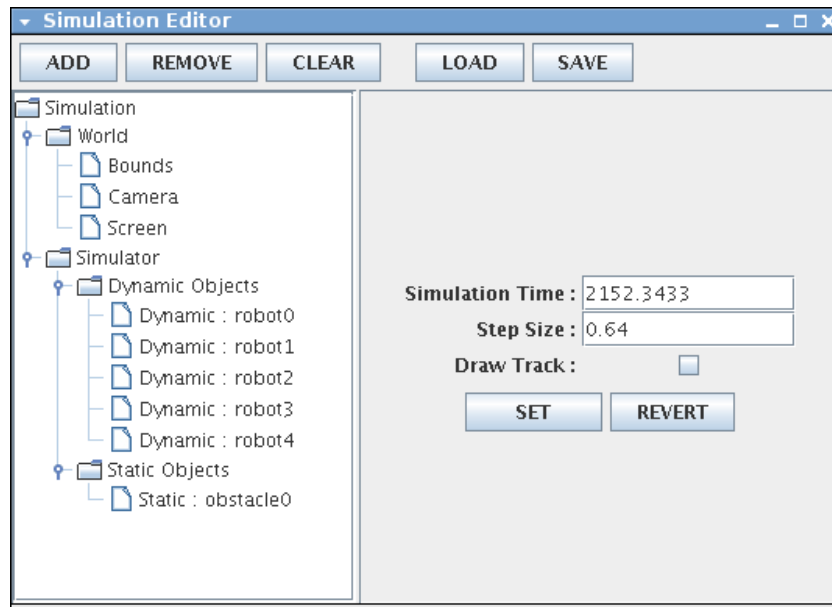 Simulation Editor
ADD REMOVE CLEAR LOAD SAVE
Simulation
World
Bounds
Camera
Screen
Simulator
Dynamic Objects
Dynamic : robot0
Dynamic : robot1
Dynamic : robot2
Dynamic : robot3
Dynamic : robot4
Static Objects
Static : obstacle0
Simulation Time : 2152.3433
Step Size : 0.64
Draw Track :
SET REVERT